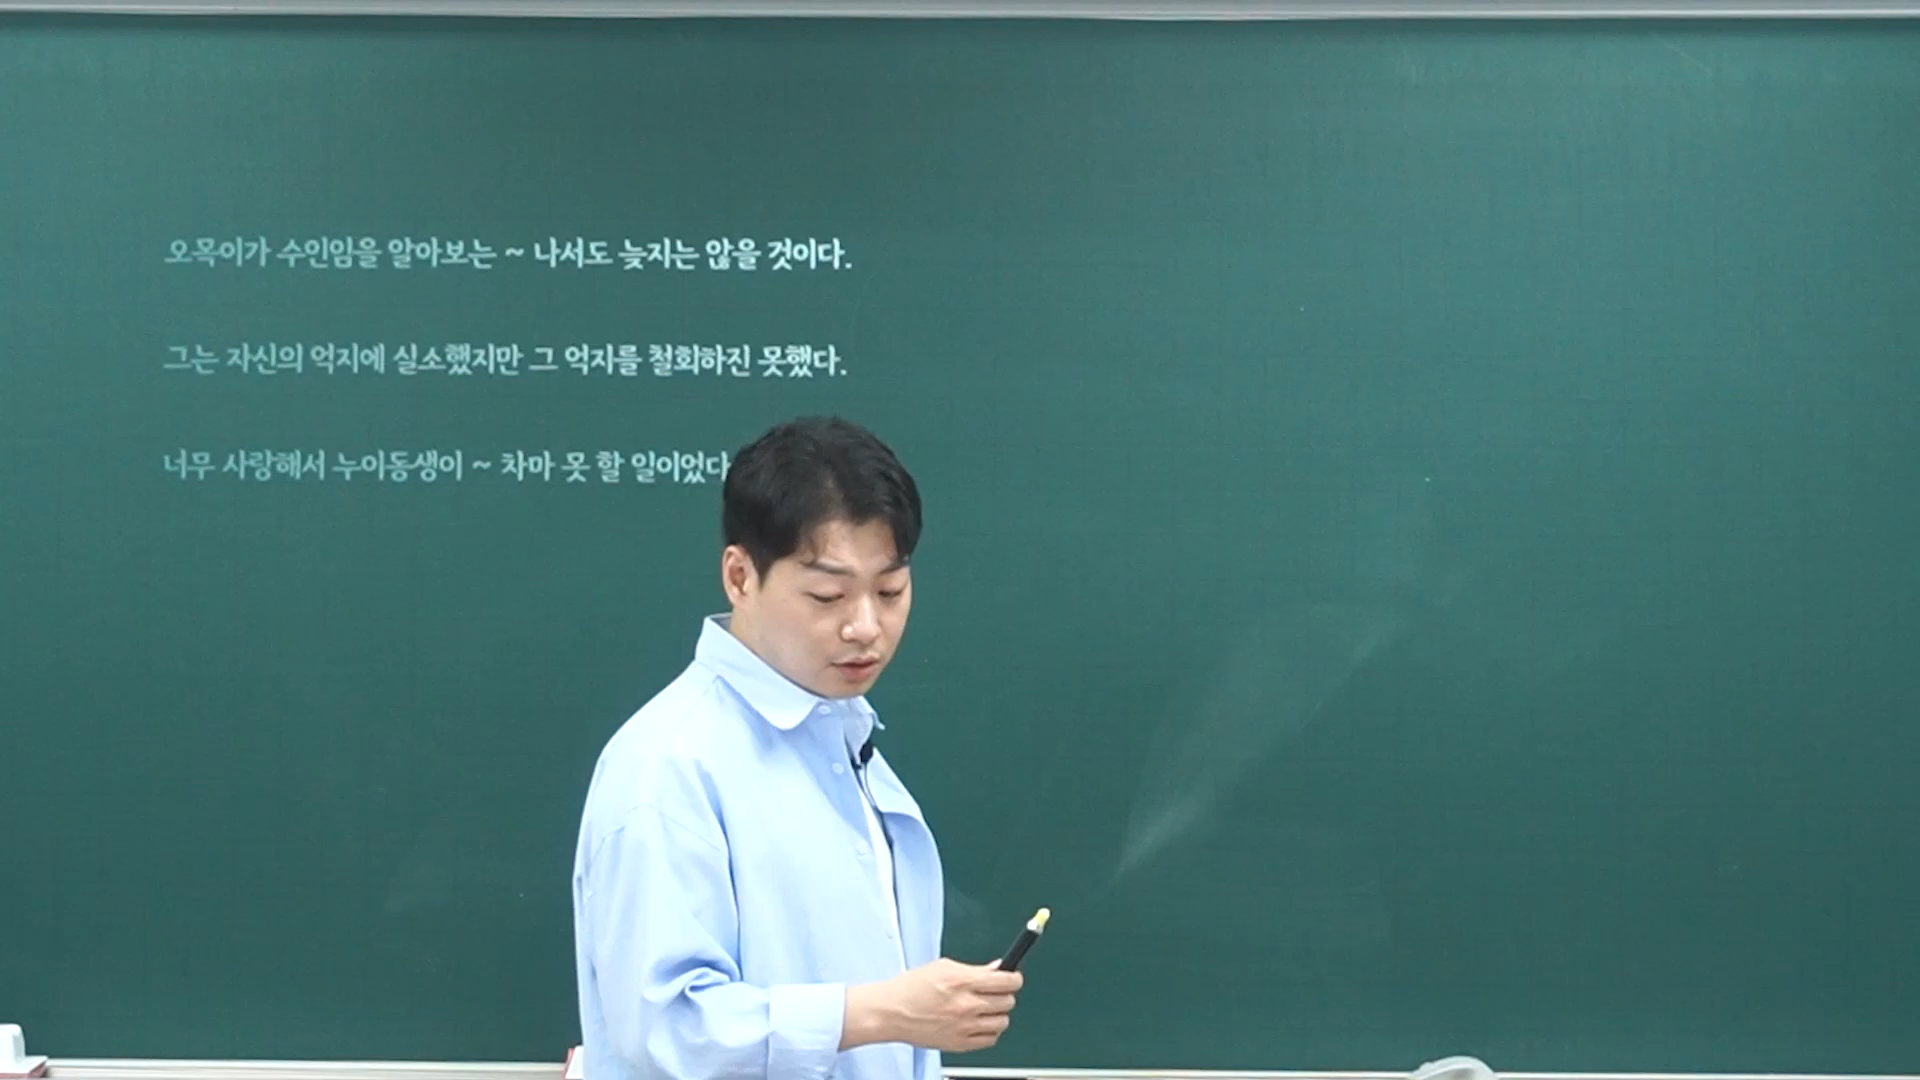 오목이가 수인임을 알아보는 ~ 나서도 늦지는 않을 것이다.
그는 자신의 억지에 실소했지만 그 억지를 철회하진 못했다.
너무 사랑해서 누이동생이 ~ 차마 못 할 일이었다